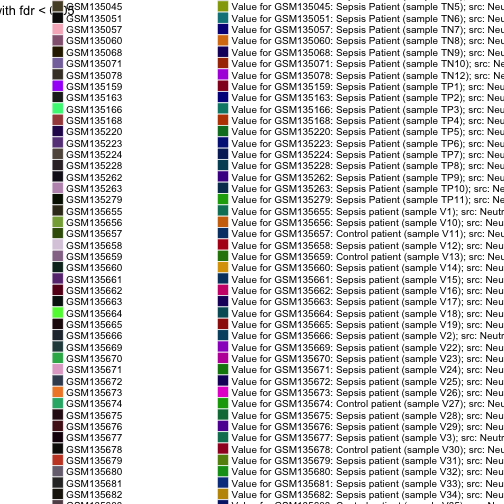 with fdr <
GSM135045 Value for GSM135045: Sepsis Patient (sample TN5); src: Neu
GSM135051 Value for GSM135051: Sepsis Patient (sample TN6); src: Neu
GSM135057 Value for GSM135057: Sepsis Patient (sample TN7); src: Neu
GSM135060 Value for GSM135060: Sepsis Patient (sample TN8); src: Neu
GSM135068 Value for GSM135068: Sepsis Patient (sample TN9); src: Neu
GSM135071 Value for GSM135071: Sepsis Patient (sample TN10); src: Ne
GSM135078 Value for GSM135078: Sepsis Patient (sample TN12); src: Ne
GSM135159 Value for GSM135159: Sepsis Patient (sample TP1); src: Neu
GSM135163 Value for GSM135163: Sepsis Patient (sample TP2); src: Neu
GSM135166 Value for GSM135166: Sepsis Patient (sample TP3); src: Neu
GSM135168 Value for GSM135168: Sepsis Patient (sample TP4); src: Neu
GSM135220 Value for GSM135220: Sepsis Patient (sample TP5); src: Neu
GSM135223 Value for GSM135223: Sepsis Patient (sample TP6); src: Neu
GSM135224 Value for GSM135224: Sepsis Patient (sample TP7); src: Neu
GSM135228 Value for GSM135228: Sepsis Patient (sample TP8); src: Neu
GSM135262 Value for GSM135262: Sepsis Patient (sample TP9); src: Neu
GSM135263 Value for GSM135263: Sepsis Patient (sample TP10); src: Ne
GSM135279 Value for GSM135279: Sepsis Patient (sample TP11); src: Ne
GSM135655 Value for GSM135655: Sepsis patient (sample V1); src: Neutr
GSM135656 Value for GSM135656: Sepsis patient (sample V10); src: Neu
GSM135657 Value for GSM135657: Control patient (sample V11); src: Neu
GSM135658 Value for GSM135658: Sepsis patient (sample V12); src: Neu
GSM135659 Value for GSM135659: Control patient (sample V13); src: Neu
GSM135660 Value for GSM135660: Sepsis patient (sample V14); src: Neu
GSM135661 Value for GSM135661: Sepsis patient (sample V15); src: Neu
GSM135662 Value for GSM135662: Sepsis patient (sample V16); src: Neu
GSM135663 Value for GSM135663: Sepsis patient (sample V17); src: Neu
GSM135664 Value for GSM135664: Sepsis patient (sample V18); src: Neu
GSM135665 Value for GSM135665: Sepsis patient (sample V19); src: Neu
GSM135666 Value for GSM135666: Sepsis patient (sample V2); src: Neutr
GSM135669 Value for GSM135669: Sepsis patient (sample V22); src: Neu
GSM135670 Value for GSM135670: Sepsis patient (sample V23); src: Neu
GSM135671 Value for GSM135671: Sepsis patient (sample V24); src: Neu
GSM135672 Value for GSM135672: Sepsis patient (sample V25); src: Neu
GSM135673 Value for GSM135673: Sepsis patient (sample V26); src: Neu
GSM135674 Value for GSM135674: Control patient (sample V27); src: Neu
GSM135675 Value for GSM135675: Sepsis patient (sample V28); src: Neu
GSM135676 Value for GSM135676: Sepsis patient (sample V29); src: Neu
GSM135677 Value for GSM135677: Sepsis patient (sample V3); src: Neutr
GSM135678 Value for GSM135678: Control patient (sample V30); src: Neu
GSM135679 Value for GSM135679: Sepsis patient (sample V31); src: Neu
GSM135680 Value for GSM135680: Sepsis patient (sample V32); src: Neu
GSM135681 Value for GSM135681: Sepsis patient (sample V33); src: Neu
GSM135682 Value for GSM135682: Sepsis patient (sample V34); src: Neu